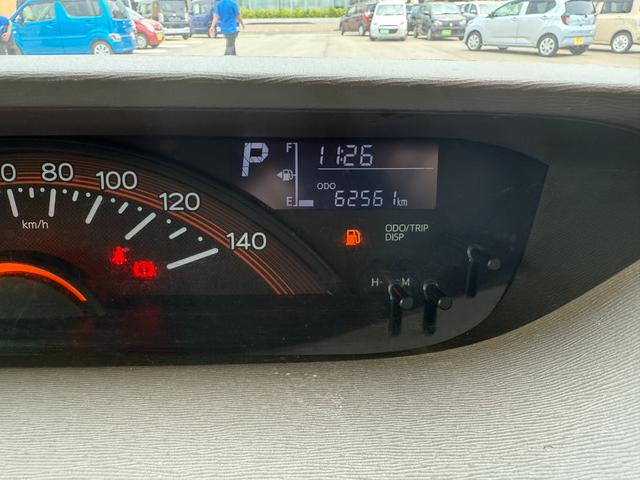 P
F
11:26
ODO
E
62561 km
80
100
120
140
km/h
ODO/TRIP
DISP
H
M